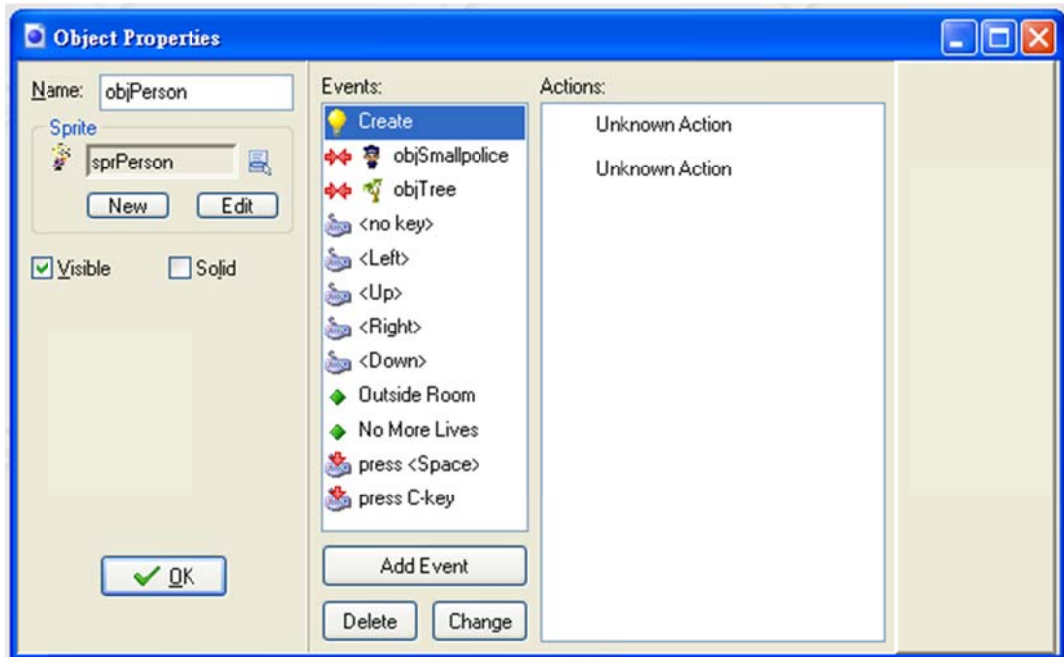 Object Properties
Name: objPerson
Sprite
sprPerson
New Edit
Visible Solid
OK
Events:
Create
objSmallpolice
objTree
<no key>
<Left>
<Up>
<Right>
<Down>
Outside Room
No More Lives
press <Space>
press C-key
Add Event
Delete Change
Actions:
Unknown Action
Unknown Action